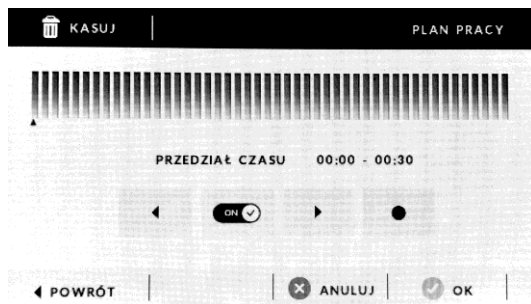 KASUJ PLAN PRACY
PRZEDZIAŁ CZASU 00:00 - 00:30
ON
POWRÓT ANULUJ OK